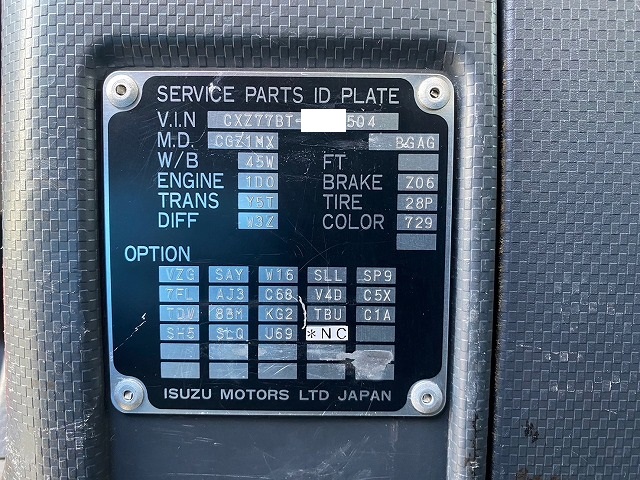 SERVICE PARTS ID PLATE
V.I.N CXZ77BT- 504
M.D. CGZ1MX BGAG
W/B 45W FT
ENGINE 1D0 BRAKE Z06
TRANS Y5T TIRE 28P
DIFF W3Z COLOR 729
OPTION
VZG SAY W16 SLL SP9
7FL AJ3 C68 V4D C5X
TDW 8BM KG2 TBU C1A
SH5 SLQ J69 *NC
ISUZU MOTORS LTD JAPAN